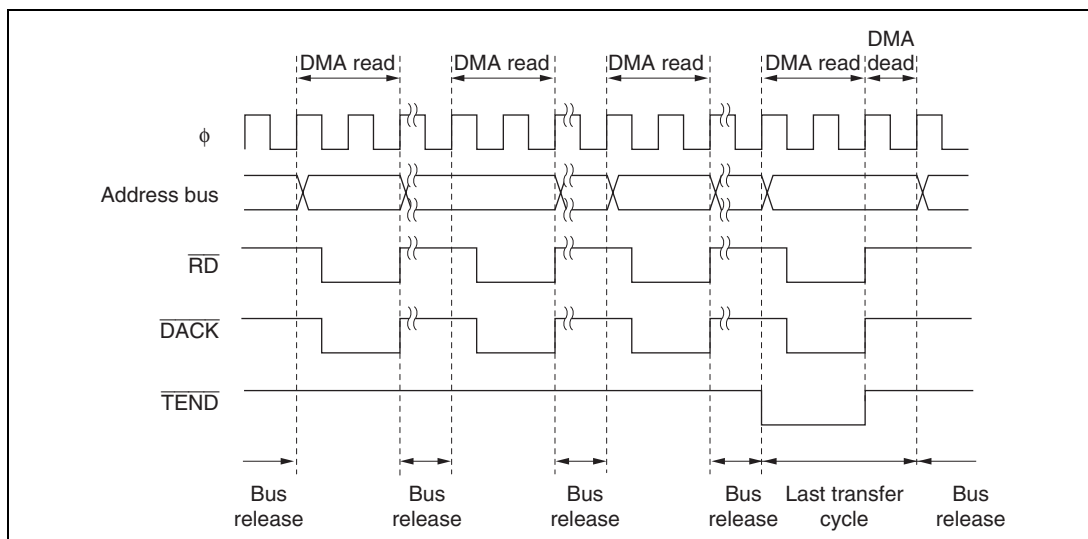 DMA
DMA read DMA read DMA read DMA read dead
φ
Address bus
RD
DACK
TEND
Bus release
Bus release
Bus release
Bus release
Last transfer cycle
Bus release